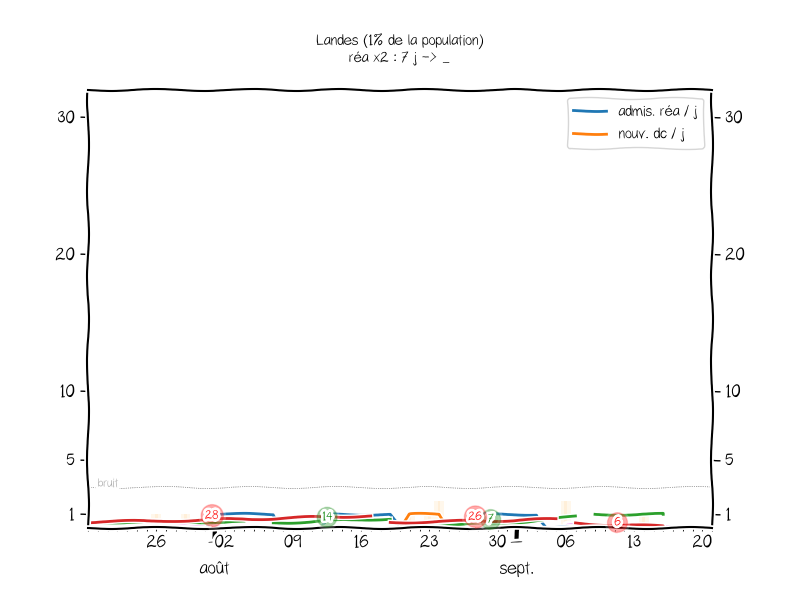 Landes (1% de la population)
réa x2 : 7 j -> _
admis. réa / j
nouv. dc / j
30 30
20 20
10 10
5 5
bruit
1 1
28 14 26 7 6
26 02 09 16 23 30 06 13 20
août sept.